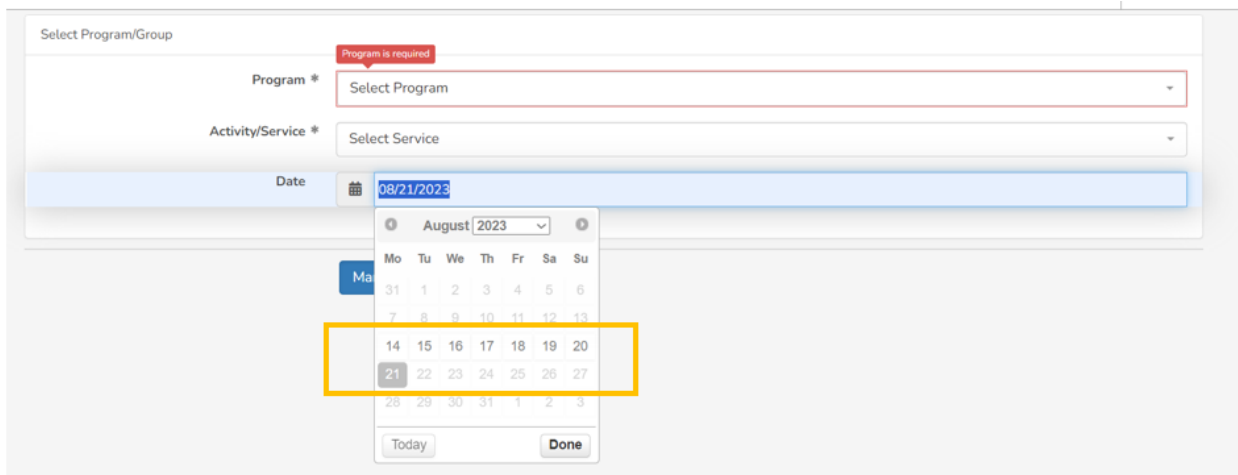 Select Program/Group
Program is required
Program *
Select Program
Activity/Service *
Select Service
Date
08/21/2023
August 2023
Mo Tu We Th Fr Sa Su
Ma
31 1 2 3 4 5 6
7 8 9 10 11 12 13
14 15 16 17 18 19 20
21 22 23 24 25 26 27
28 29 30 31 1 2 3
Today Done